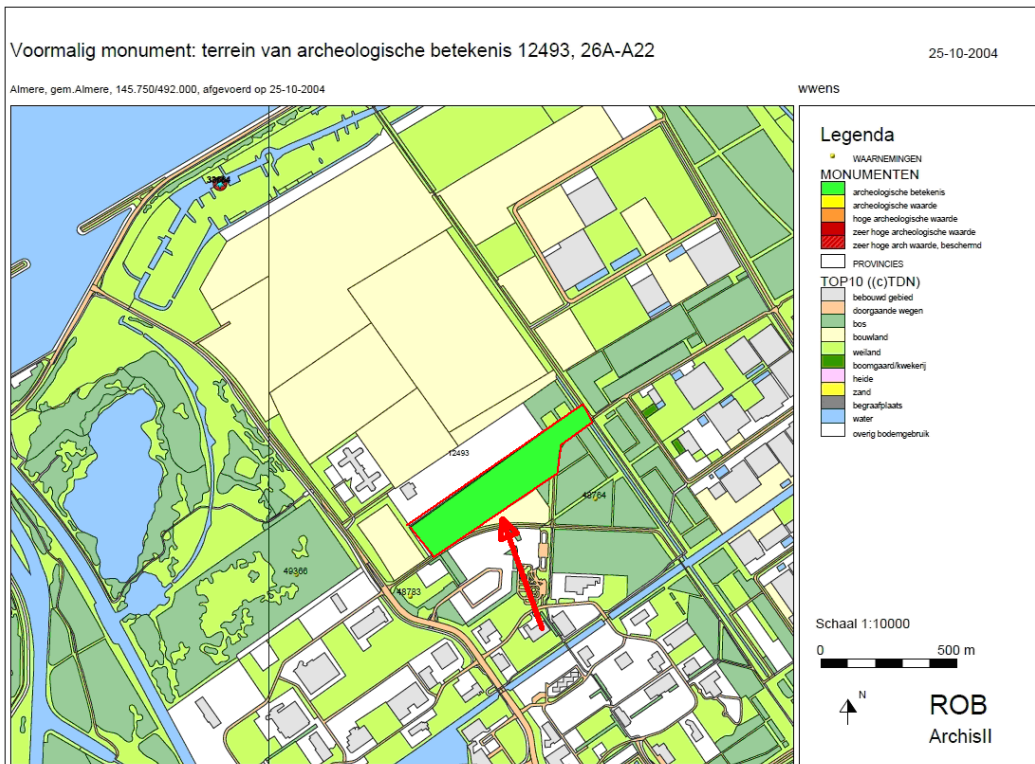 Voormalig monument: terrein van archeologische betekenis 12493, 26A-A22
25-10-2004
Almere, gem.Almere, 145.750/492.000, afgevoerd op 25-10-2004
wwens
Legenda
WAARNEMINGEN
MONUMENTEN
archeologische betekenis
archeologische waarde
hoge archeologische waarde
zeer hoge archeologische waarde
zeer hoge arch waarde, beschermd
PROVINCIES
TOP10 ((c)TDN)
bebouwd gebied
doorgaande wegen
bos
bouwland
weiland
boomgaard/kwekerij
heide
zand
begraafplaats
water
overig bodemgebruik
12493
49366
48783
Schaal 1:10000
0 500 m
N
ROB
ArchisII